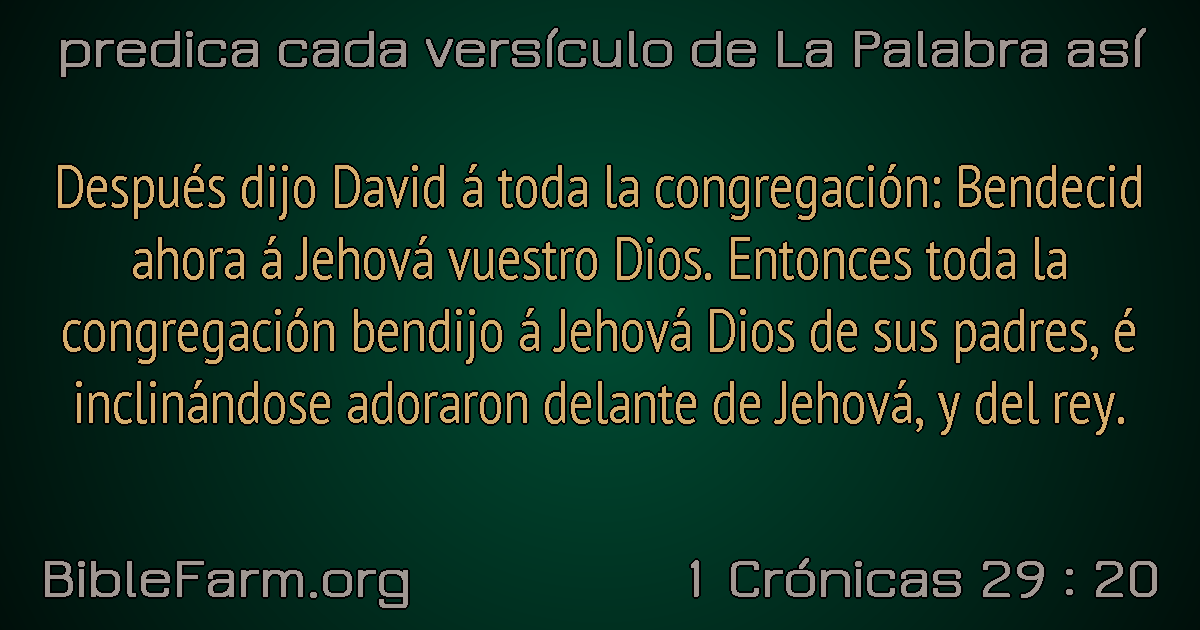 predica cada versículo de La Palabra así
Después dijo David á toda la congregación: Bendecid
ahora á Jehová vuestro Dios. Entonces toda la
congregación bendijo á Jehová Dios de sus padres, é
inclinándose adoraron delante de Jehová, y del rey.
BibleFarm.org
1 Crónicas 29 : 20